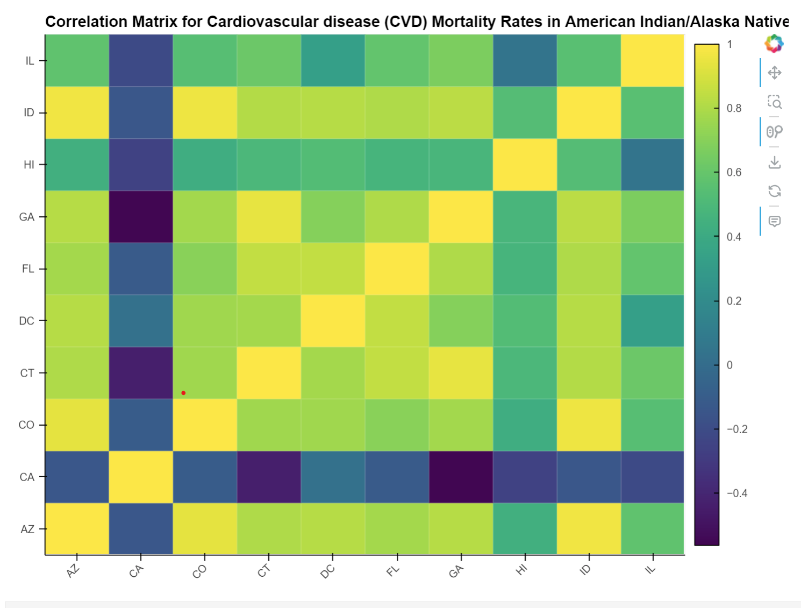 Correlation Matrix for Cardiovascular disease (CVD) Mortality Rates in American Indian/Alaska Native
IL
ID
HI
GA
FL
DC
CT
CO
CA
AZ
AZ
CA
CO
CT
DC
FL
GA
HI
ID
IL
1
0.8
0.6
0.4
0.2
0
−0.2
−0.4